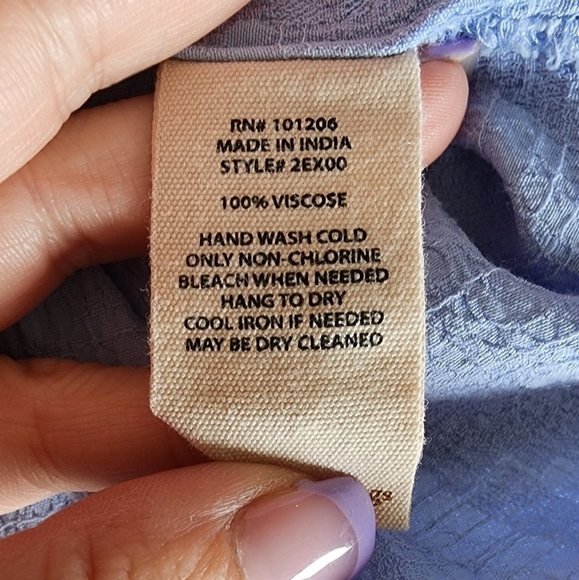 RN# 101206
MADE IN INDIA
STYLE# 2EX00
100% VISCOSE
HAND WASH COLD
ONLY NON-CHLORINE
BLEACH WHEN NEEDED
HANG TO DRY
COOL IRON IF NEEDED
MAY BE DRY CLEANED